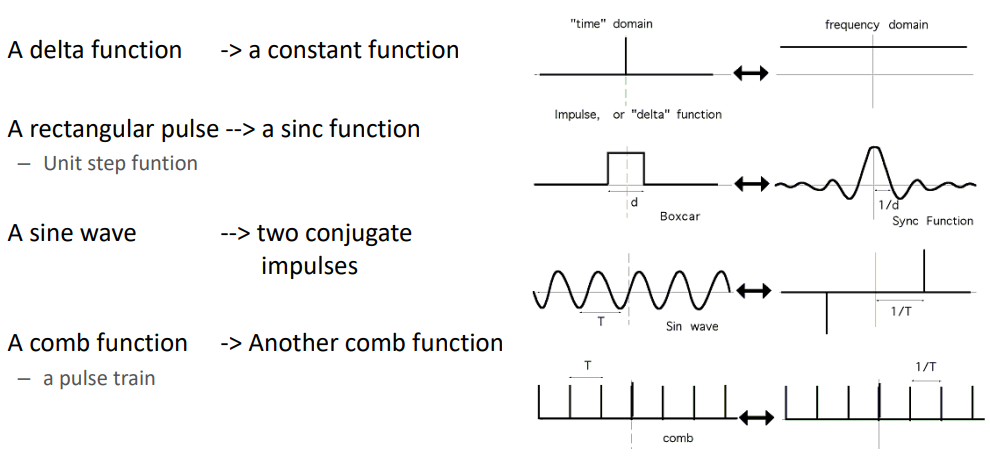 A delta function -> a constant function
A rectangular pulse --> a sinc function
– Unit step funtion
A sine wave --> two conjugate
impulses
A comb function -> Another comb function
– a pulse train
"time" domain
frequency domain
Impulse, or "delta" function
d
Boxcar
1/d
Sync Function
T
Sin wave
1/T
T
comb
1/T